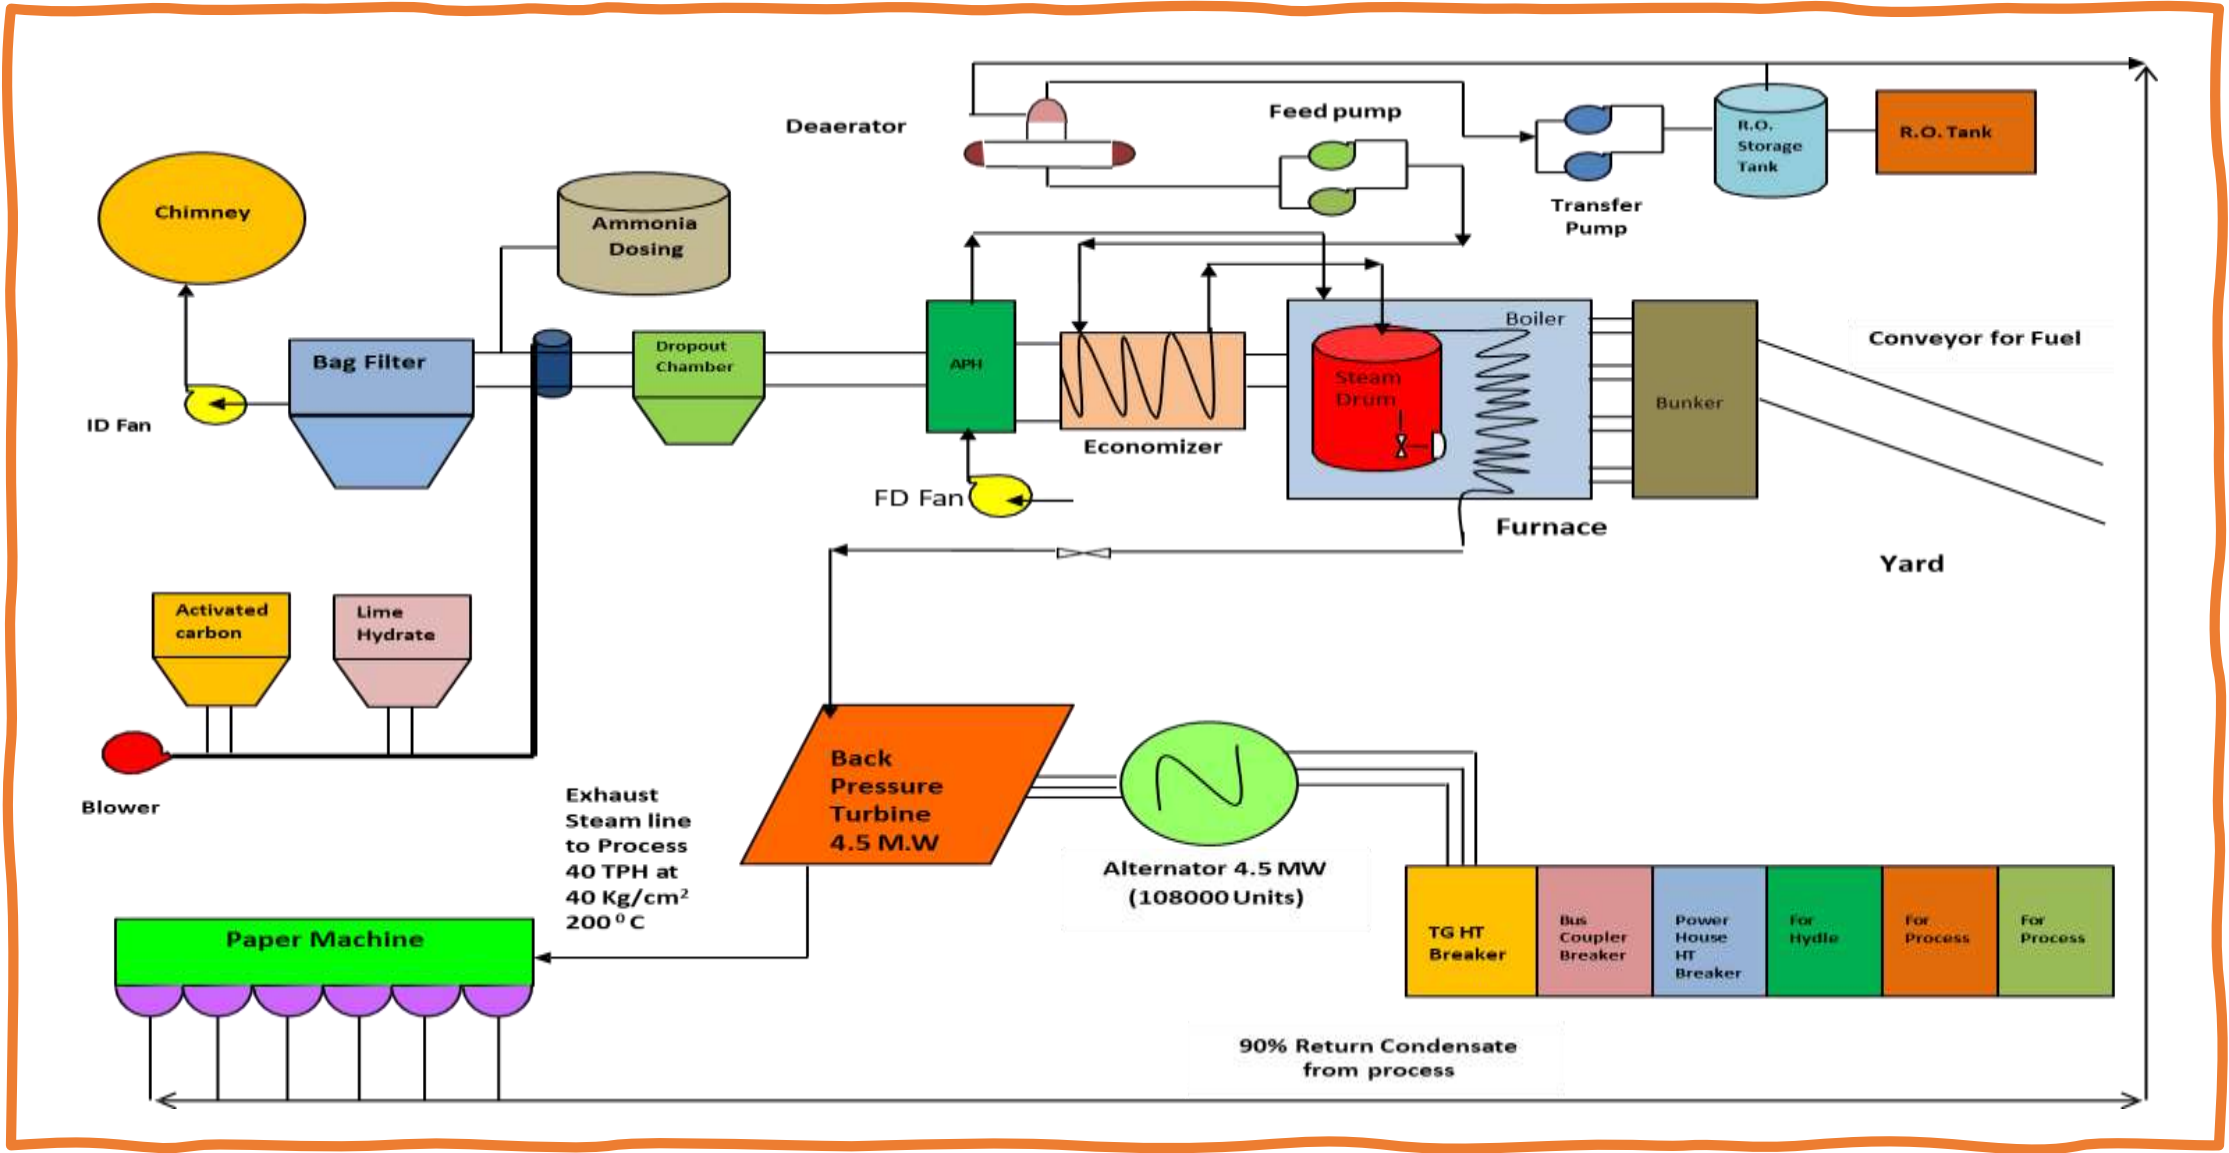 Deaerator
Feed pump
R.O.
Storage
Tank
R.O. Tank
Transfer
Pump
Chimney
Ammonia
Dosing
Bag Filter
Dropout
Chamber
APH
Economizer
Boiler
Steam
Drum
Bunker
Conveyor for Fuel
ID Fan
FD Fan
Furnace
Yard
Activated
carbon
Lime
Hydrate
Blower
Exhaust
Steam line
to Process
40 TPH at
40 Kg/cm²
200 ⁰ C
Back
Pressure
Turbine
4.5 M.W
Alternator 4.5 MW
(108000 Units)
Paper Machine
TG HT
Breaker
Bus
Coupler
Breaker
Power
House
HT
Breaker
For
Hydle
For
Process
For
Process
90% Return Condensate
from process